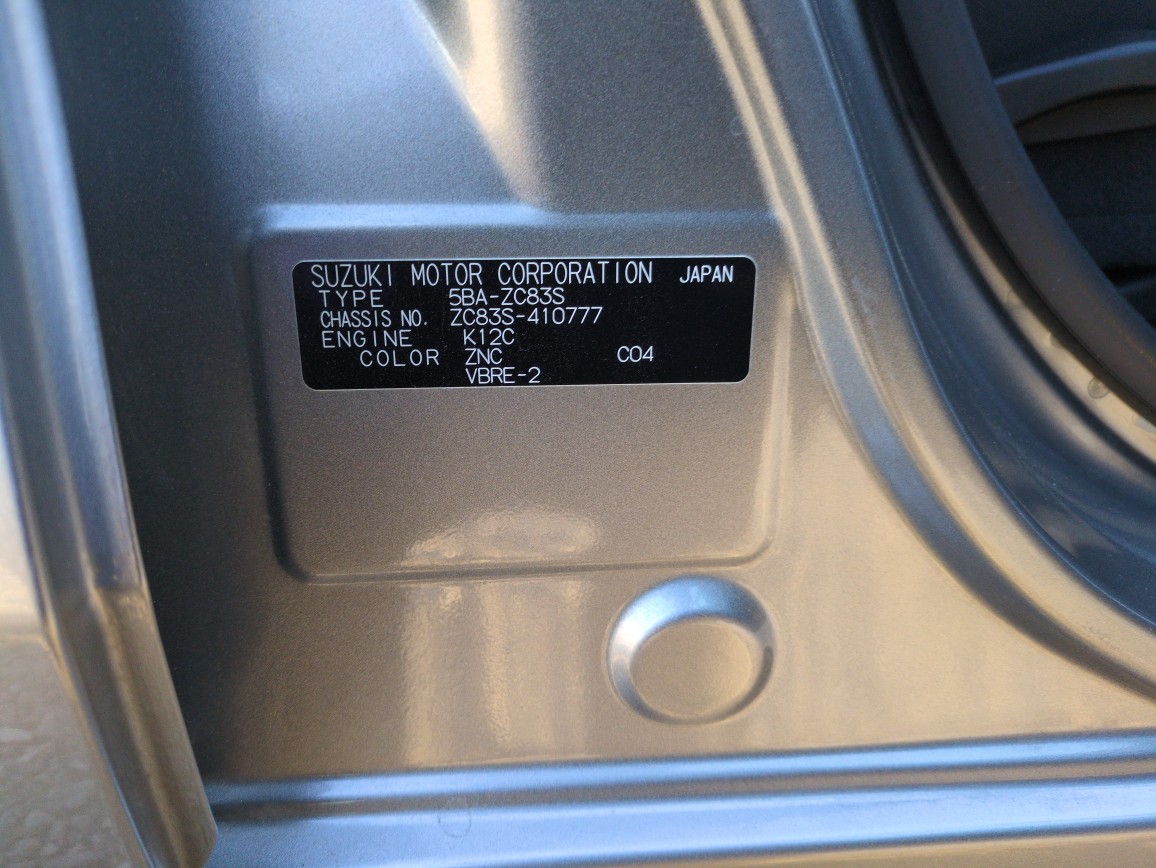 SUZUKI MOTOR CORPORATION JAPAN
TYPE 5BA-ZC83S
CHASSIS NO. ZC83S-410777
ENGINE K12C
COLOR ZNC C04
VBRE-2